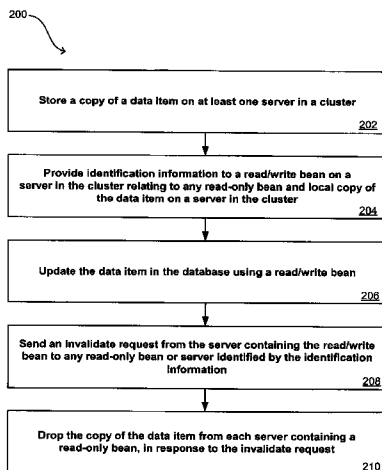 200
Store a copy of a data item on at least one server in a cluster
202
Provide identification information to a read/write bean on a
server in the cluster relating to any read-only bean and local copy of
the data item on a server in the cluster
204
Update the data item in the database using a read/write bean
206
Send an invalidate request from the server containing the read/write
bean to any read-only bean or server identified by the identification
information
208
Drop the copy of the data item from each server containing a
read-only bean, in response to the invalidate request
210